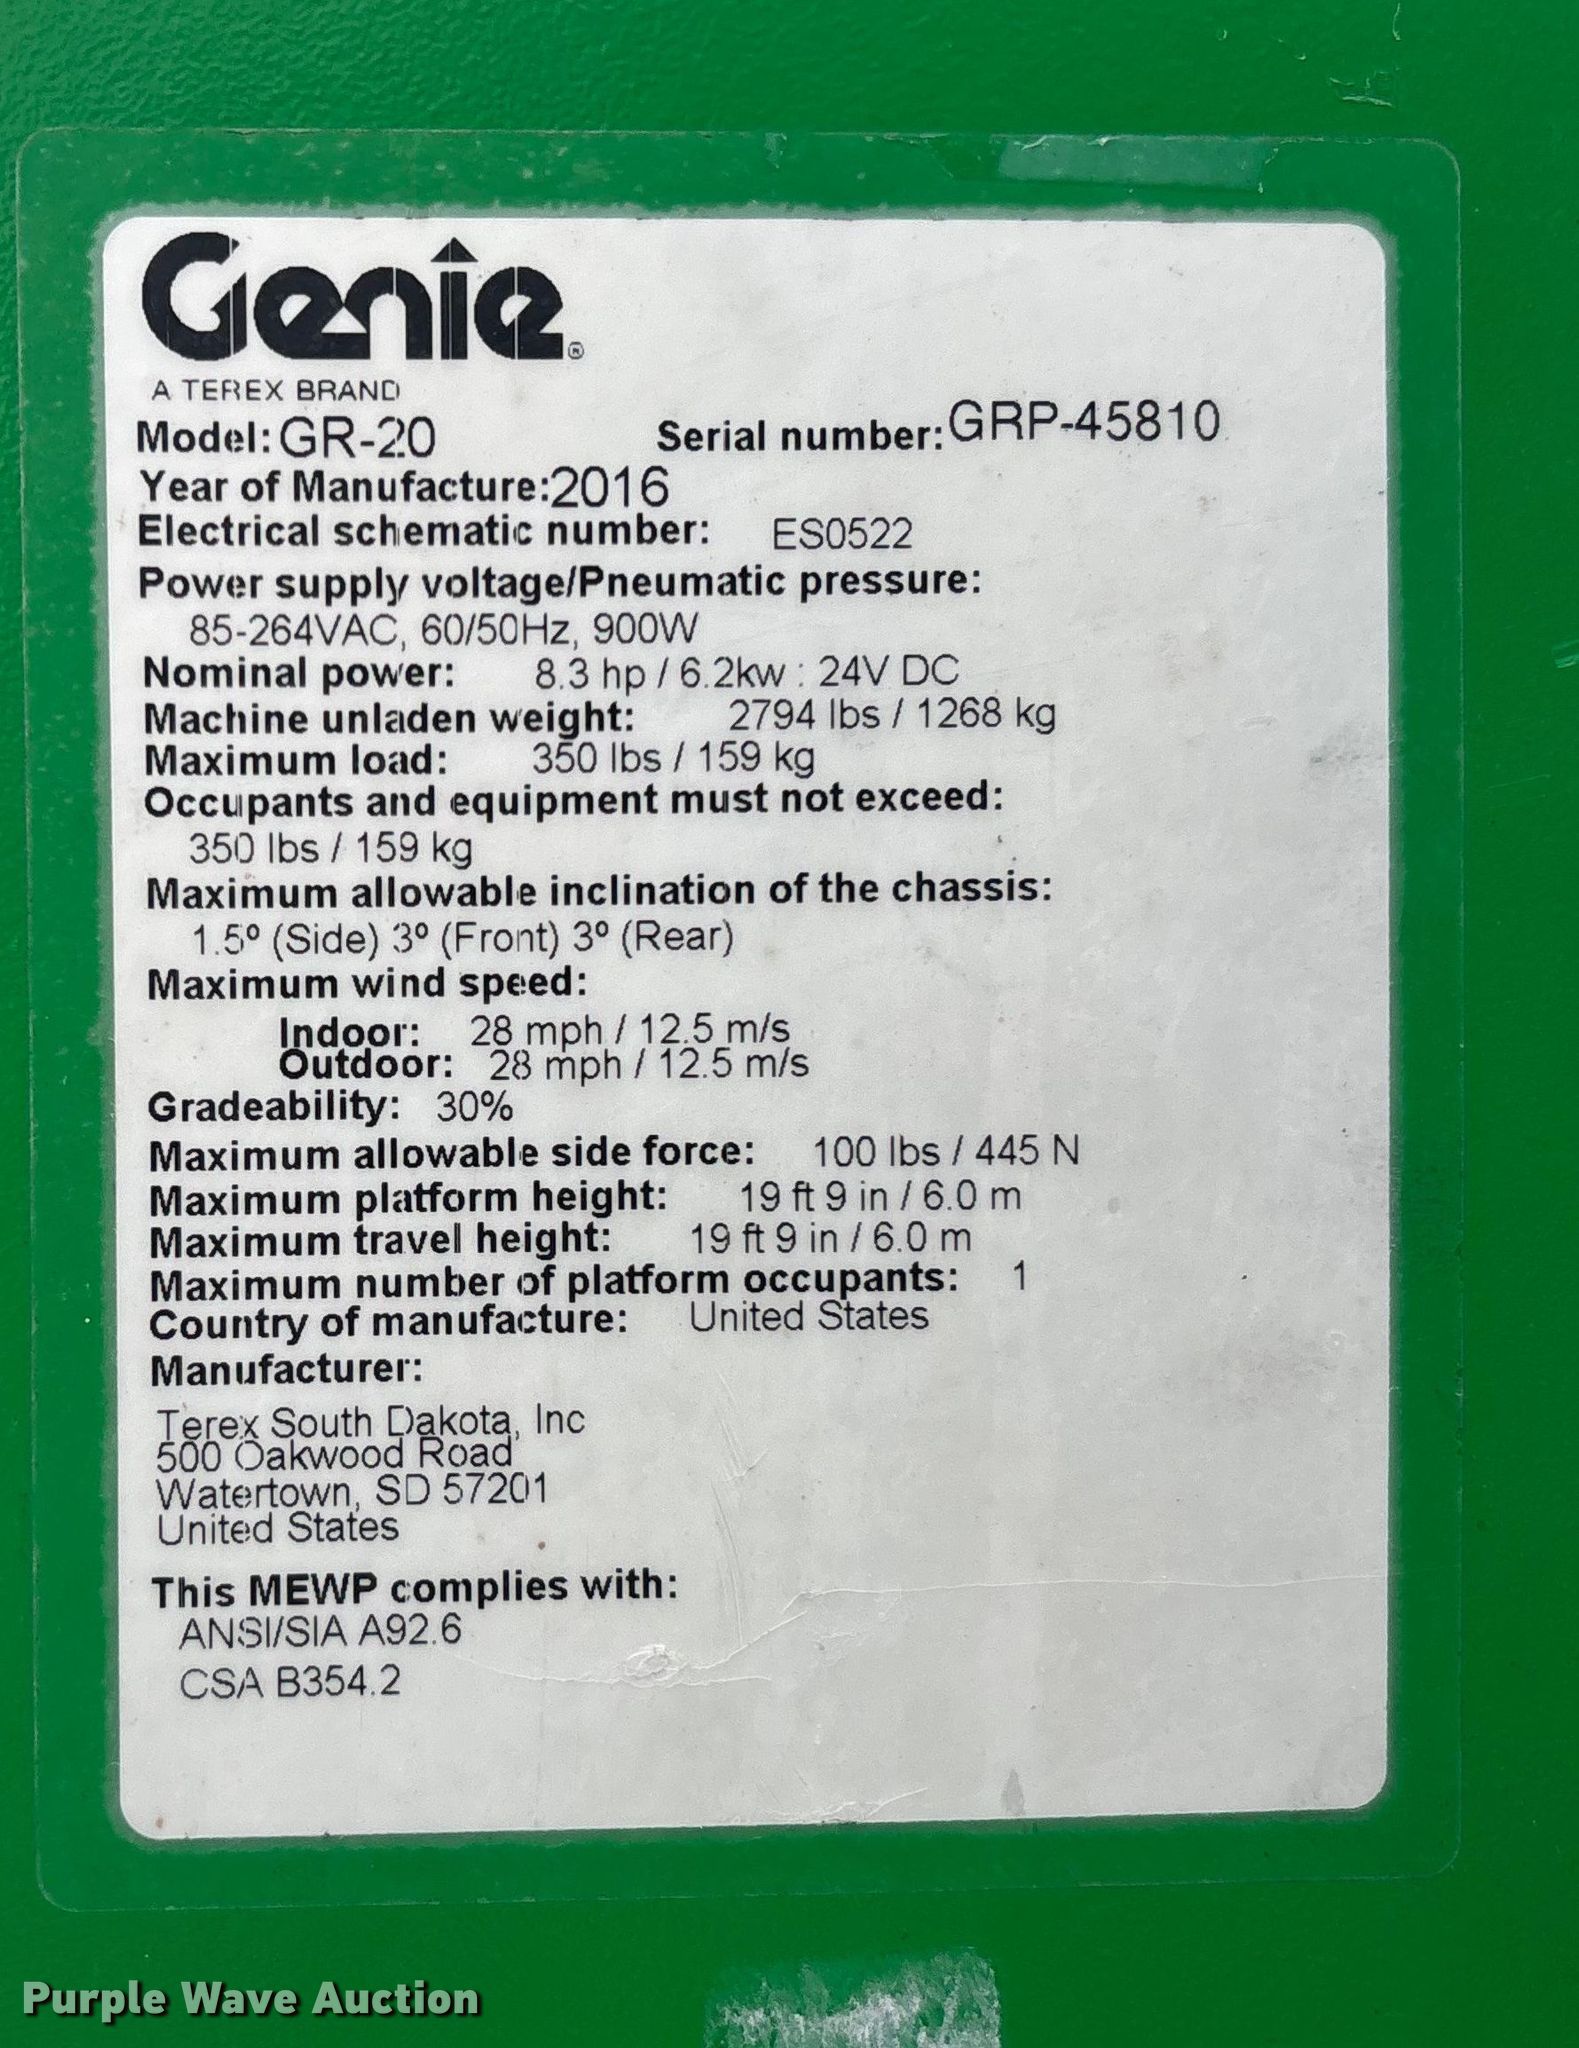 Genie®
A TEREX BRAND
Model: GR-20 Serial number: GRP-45810
Year of Manufacture: 2016
Electrical schematic number: ES0522
Power supply voltage/Pneumatic pressure:
85-264VAC, 60/50Hz, 900W
Nominal power: 8.3 hp / 6.2kw : 24V DC
Machine unladen weight: 2794 lbs / 1268 kg
Maximum load: 350 lbs / 159 kg
Occupants and equipment must not exceed:
350 lbs / 159 kg
Maximum allowable inclination of the chassis:
1.5º (Side) 3º (Front) 3º (Rear)
Maximum wind speed:
Indoor: 28 mph / 12.5 m/s
Outdoor: 28 mph / 12.5 m/s
Gradeability: 30%
Maximum allowable side force: 100 lbs / 445 N
Maximum platform height: 19 ft 9 in / 6.0 m
Maximum travel height: 19 ft 9 in / 6.0 m
Maximum number of platform occupants: 1
Country of manufacture: United States
Manufacturer:
Terex South Dakota, Inc
500 Oakwood Road
Watertown, SD 57201
United States
This MEWP complies with:
ANSI/SIA A92.6
CSA B354.2
Purple Wave Auction